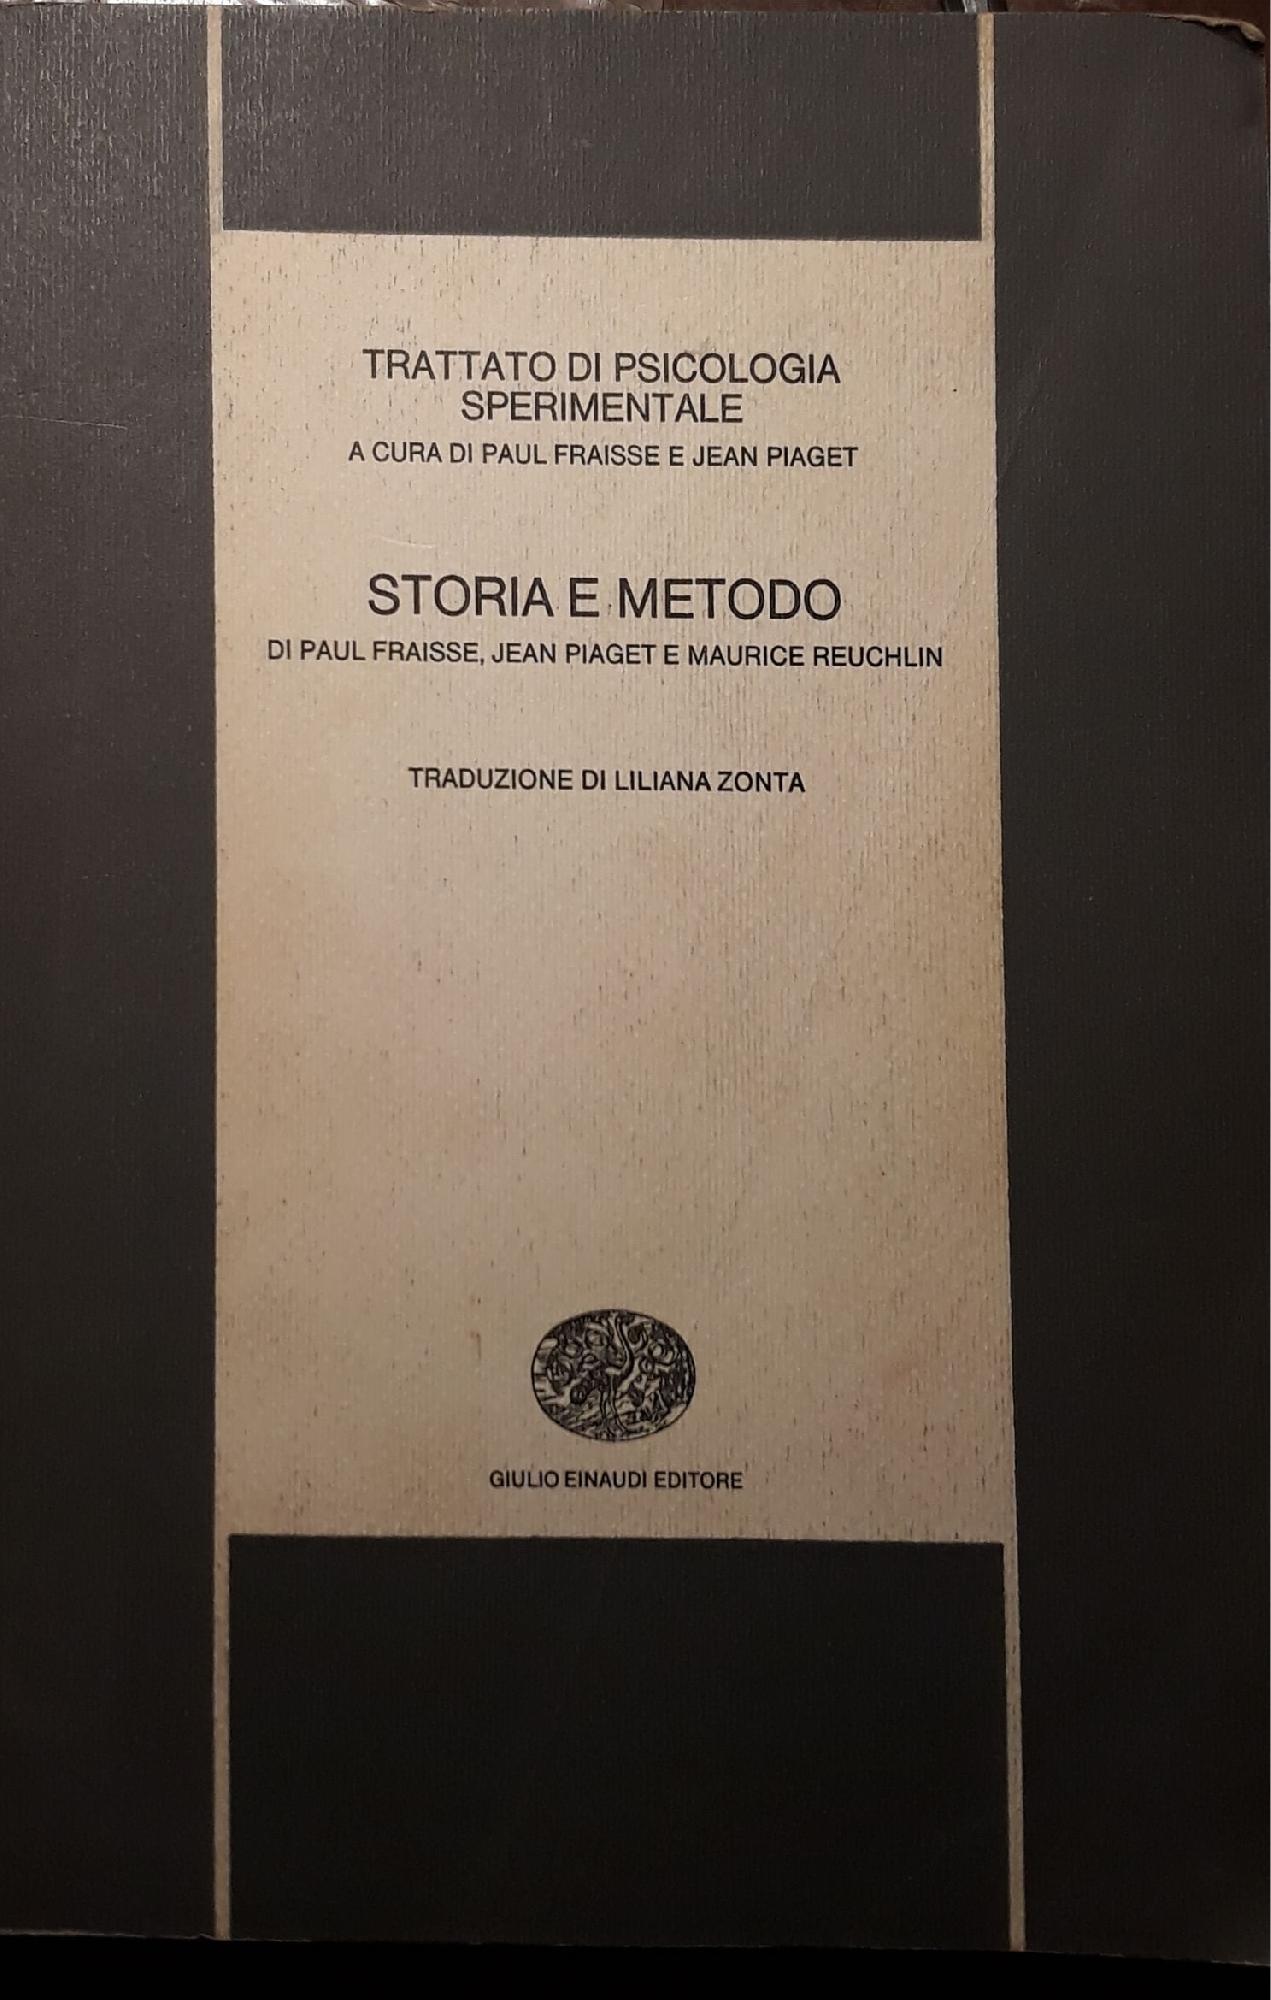 TRATTATO DI PSICOLOGIA
SPERIMENTALE
A CURA DI PAUL FRAISSE E JEAN PIAGET
STORIA E METODO
DI PAUL FRAISSE, JEAN PIAGET E MAURICE REUCHLIN
TRADUZIONE DI LILIANA ZONTA
GIULIO EINAUDI EDITORE